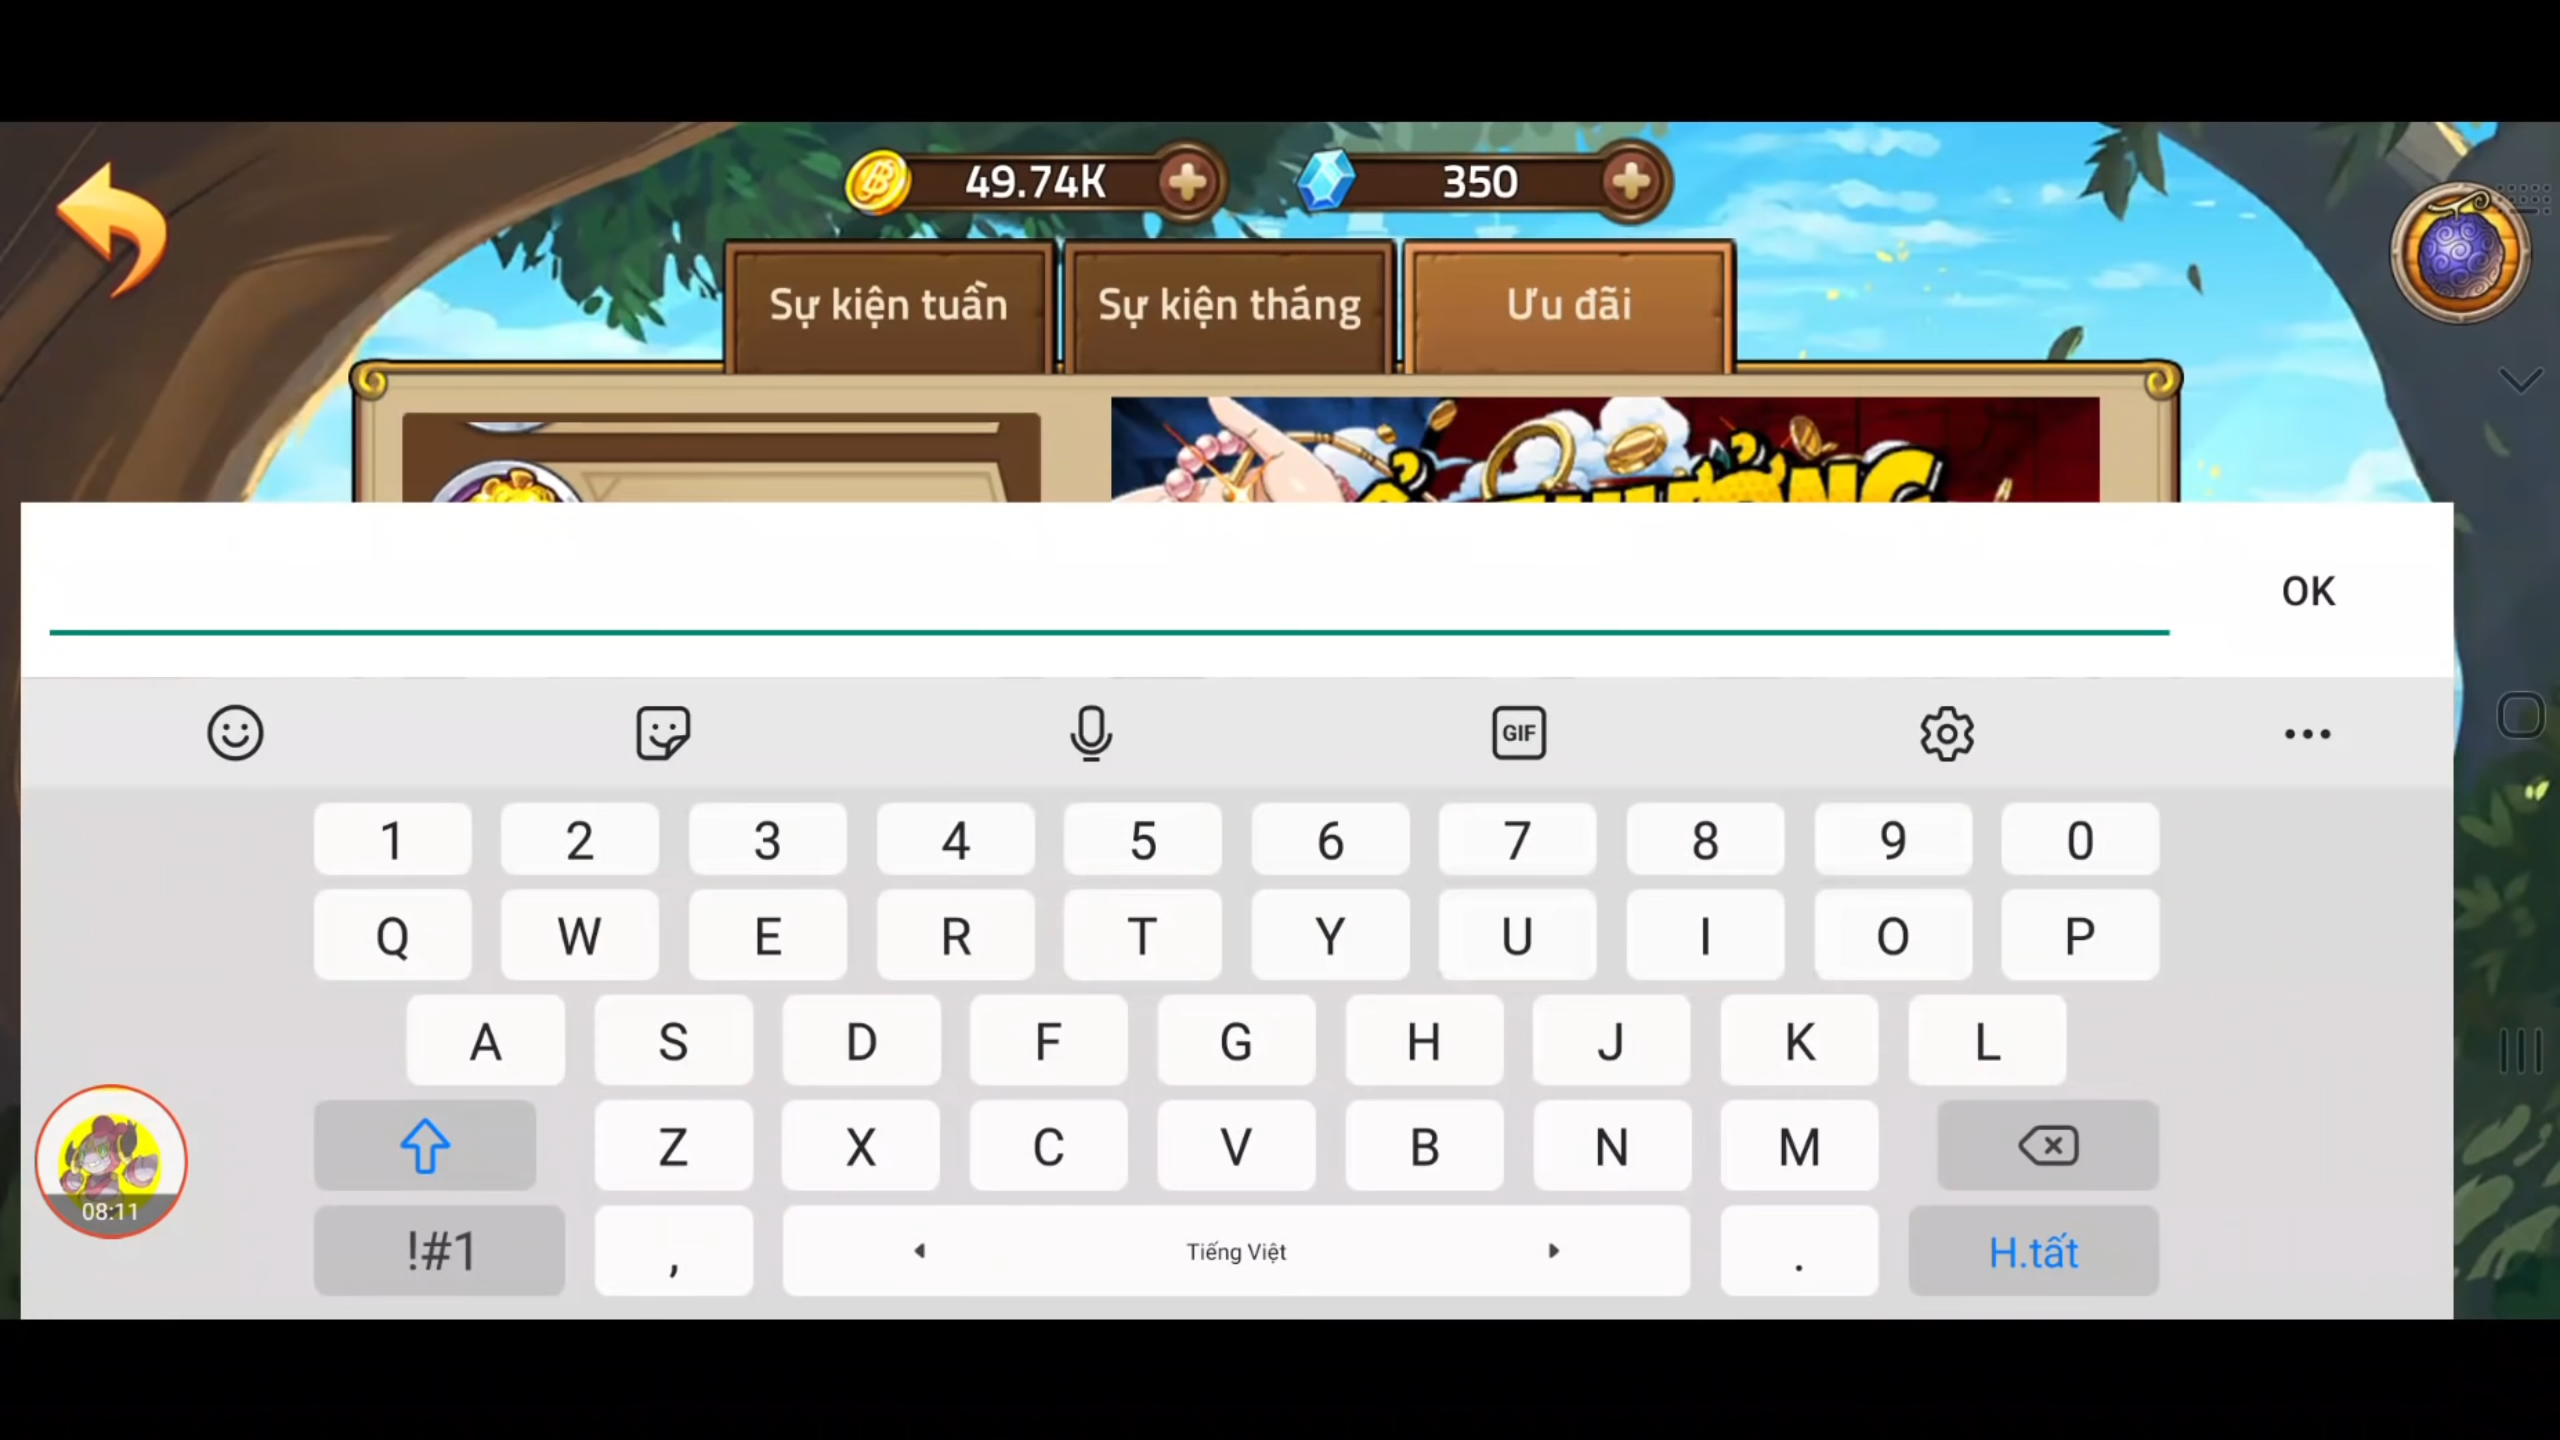 49.74K
350
Sự kiện tuần
Sự kiện tháng
Ưu đãi
OK
GIF
1 2 3 4 5 6 7 8 9 0
Q W E R T Y U I O P
A S D F G H J K L
Z X C V B N M
08:11
!#1 , Tiếng Việt . H.tất